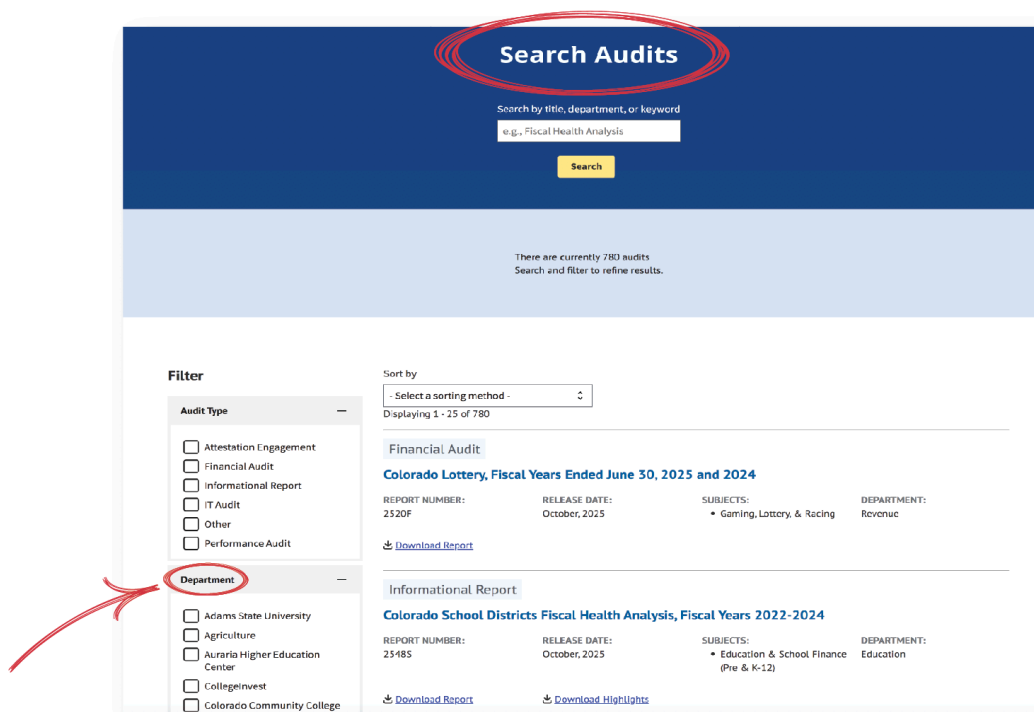 Search Audits
Search by title, department, or keyword
e.g., Fiscal Health Analysis
Search
There are currently 780 audits
Search and filter to refine results.
Filter
Audit Type
Attestation Engagement
Financial Audit
Informational Report
IT Audit
Other
Performance Audit
Department
Adams State University
Agriculture
Auraria Higher Education
Center
CollegeInvest
Colorado Community College
Sort by
- Select a sorting method -
Displaying 1 - 25 of 780
Financial Audit
Colorado Lottery, Fiscal Years Ended June 30, 2025 and 2024
REPORT NUMBER: RELEASE DATE: SUBJECTS: DEPARTMENT:
2520F October, 2025 • Gaming, Lottery, & Racing Revenue
Download Report
Informational Report
Colorado School Districts Fiscal Health Analysis, Fiscal Years 2022-2024
REPORT NUMBER: RELEASE DATE: SUBJECTS: DEPARTMENT:
2548S October, 2025 • Education & School Finance Education
(Pre & K-12)
Download Report Download Highlights